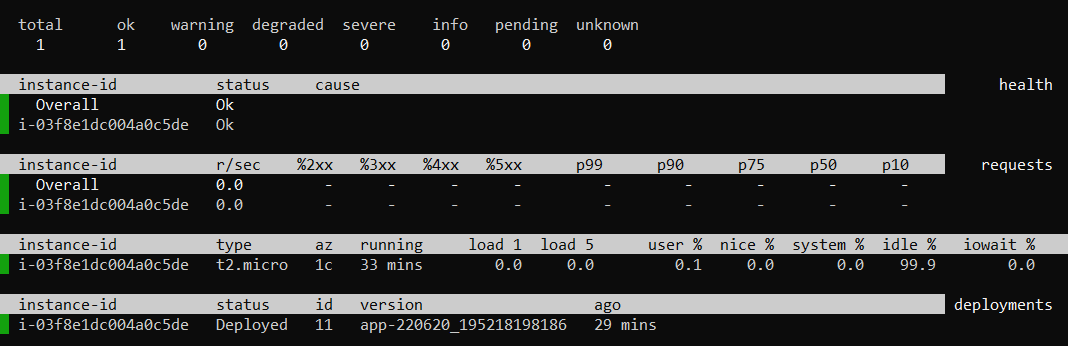 total ok warning degraded severe info pending unknown
1 1 0 0 0 0 0 0
instance-id status cause health
Overall Ok
i-03f8e1dc004a0c5de Ok
instance-id r/sec %2xx %3xx %4xx %5xx p99 p90 p75 p50 p10 requests
Overall 0.0 - - - - - - - - -
i-03f8e1dc004a0c5de 0.0 - - - - - - - - -
instance-id type az running load 1 load 5 user % nice % system % idle % iowait %
i-03f8e1dc004a0c5de t2.micro 1c 33 mins 0.0 0.0 0.1 0.0 0.0 99.9 0.0
instance-id status id version ago deployments
i-03f8e1dc004a0c5de Deployed 11 app-220620_195218198186 29 mins